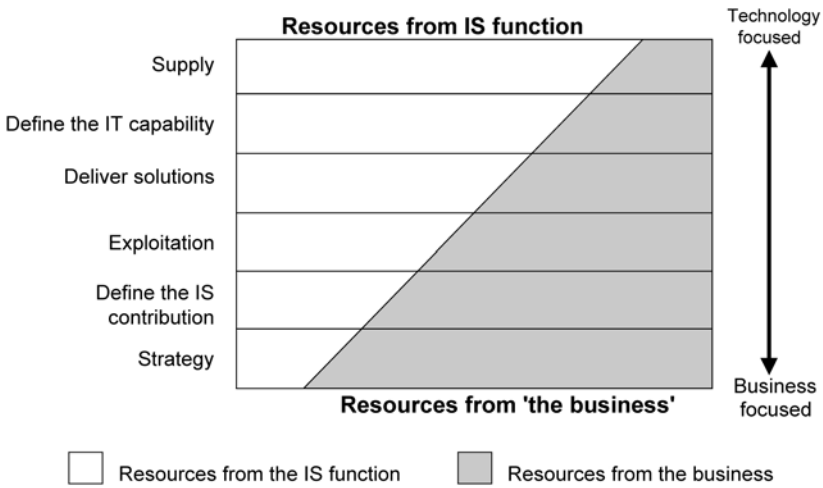 Resources from IS function
Technology
focused
Supply
Define the IT capability
Deliver solutions
Exploitation
Define the IS
contribution
Strategy
Business
focused
Resources from 'the business'
Resources from the IS function
Resources from the business